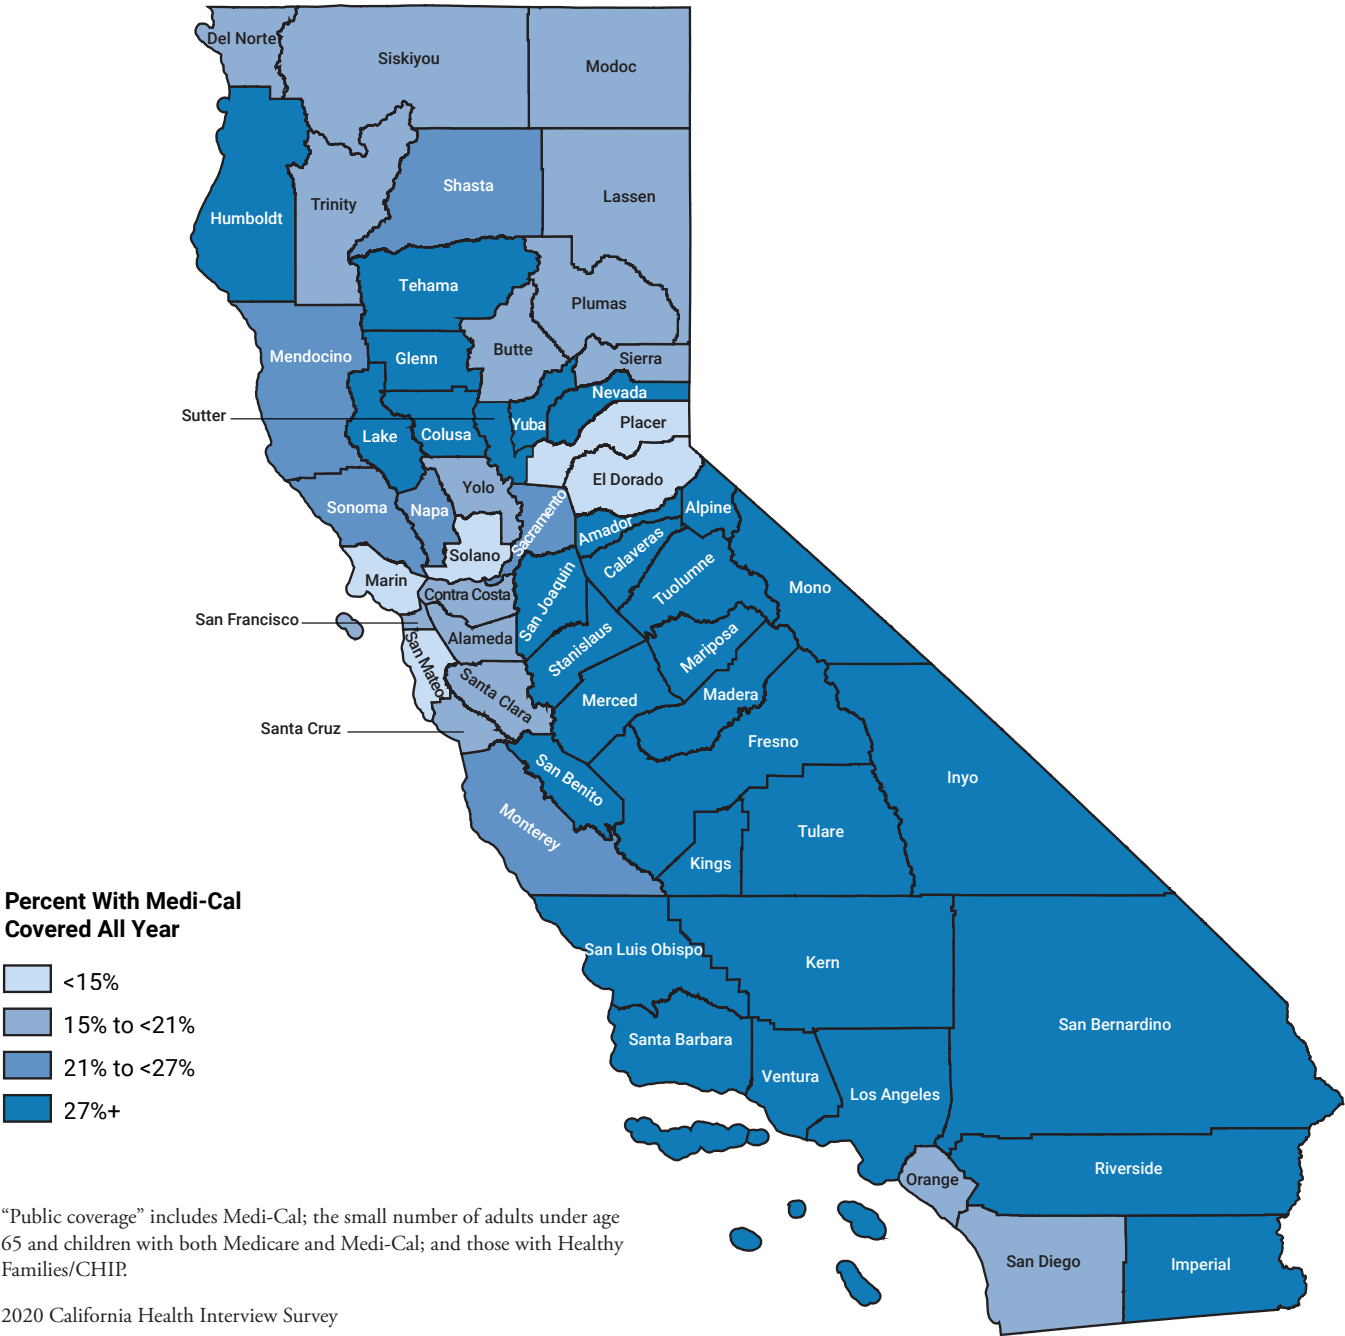 Del Norte
Siskiyou
Modoc
Shasta
Lassen
Trinity
Humboldt
Tehama
Plumas
Butte
Sierra
Mendocino
Glenn
Nevada
Sutter
Yuba
Placer
Lake
Colusa
El Dorado
Yolo
Sonoma
Napa
Sacramento
Alpine
Amador
Solano
Calaveras
Marin
Tuolumne
Mono
Contra Costa
San Joaquin
San Francisco
Alameda
Stanislaus
Mariposa
San Mateo
Santa Clara
Merced
Madera
Santa Cruz
Fresno
San Benito
Inyo
Monterey
Tulare
Kings
Percent With Medi-Cal
Covered All Year
<15%
15% to <21%
21% to <27%
27%+
San Luis Obispo
Kern
San Bernardino
Santa Barbara
Ventura
Los Angeles
Riverside
Orange
San Diego
Imperial
“Public coverage” includes Medi-Cal; the small number of adults under age
65 and children with both Medicare and Medi-Cal; and those with Healthy
Families/CHIP.
2020 California Health Interview Survey